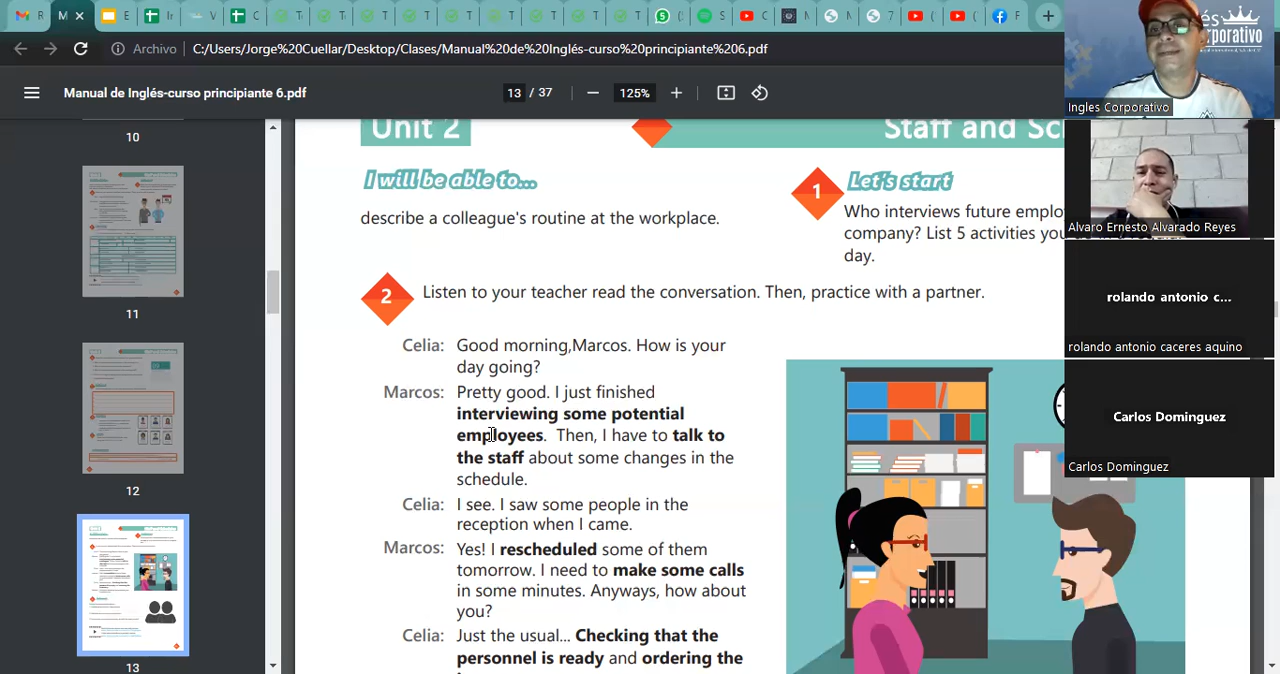 M
M
E
Ir
V
C
T
T
T
T
T
T
T
T
T
S
C
N
N
7
(
(
F
Archivo
C:/Users/Jorge%20Cuellar/Desktop/Clases/Manual%20de%20Inglés-curso%20principiante%206.pdf
Manual de Inglés-curso principiante 6.pdf
13 / 37
125%
10
11
12
13
Unit 2
Staff and Sc
I will be able to...
describe a colleague's routine at the workplace.
1
Let's start
Who interviews future emplo
company? List 5 activities you
day.
2
Listen to your teacher read the conversation. Then, practice with a partner.
Celia: Good morning,Marcos. How is your
day going?
Marcos: Pretty good. I just finished
interviewing some potential
employees. Then, I have to talk to
the staff about some changes in the
schedule.
Celia: I see. I saw some people in the
reception when I came.
Marcos: Yes! I rescheduled some of them
tomorrow. I need to make some calls
in some minutes. Anyways, how about
you?
Celia: Just the usual... Checking that the
personnel is ready and ordering the
és
rporativo
Ingles Corporativo
Alvaro Ernesto Alvarado Reyes
rolando antonio c...
rolando antonio caceres aquino
Carlos Dominguez
Carlos Dominguez